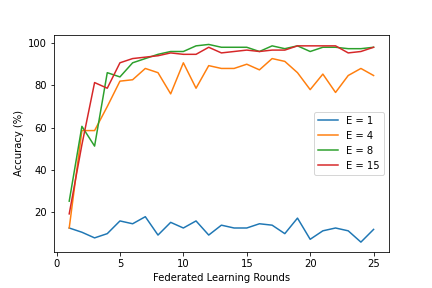 100
80
60
40
20
Accuracy (%)
E = 1
E = 4
E = 8
E = 15
0 5 10 15 20 25
Federated Learning Rounds